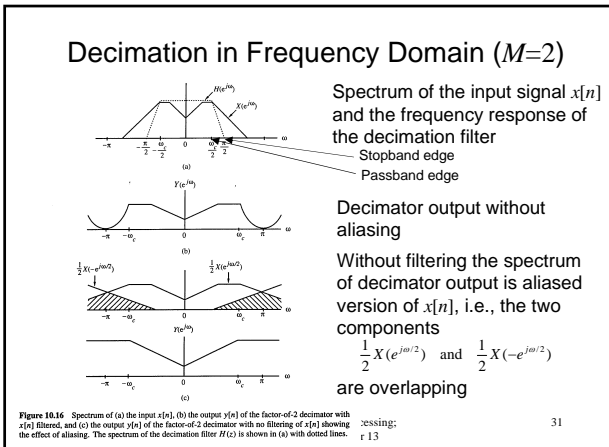 Decimation in Frequency Domain (M=2)
H(e^{jω})
X(e^{jω})
ω
-π -π/2 -ω_c/2 0 ω_c/2 π/2 π
(a)
Spectrum of the input signal x[n]
and the frequency response of
the decimation filter
Stopband edge
Passband edge
Y(e^{jω})
ω
-π -ω_c 0 ω_c π
(b)
Decimator output without
aliasing
1/2 X(-e^{jω/2})
1/2 X(e^{jω/2})
ω
-π -ω_c 0 ω_c π
Y(e^{jω})
ω
-π -ω_c 0 ω_c π
(c)
Without filtering the spectrum
of decimator output is aliased
version of x[n], i.e., the two
components
1/2 X(e^{jω/2}) and 1/2 X(-e^{jω/2})
are overlapping
Figure 10.16 Spectrum of (a) the input x[n], (b) the output y[n] of the factor-of-2 decimator with
x[n] filtered, and (c) the output y[n] of the factor-of-2 decimator with no filtering of x[n] showing
the effect of aliasing. The spectrum of the decimation filter H(z) is shown in (a) with dotted lines.
essing;
r 13
31